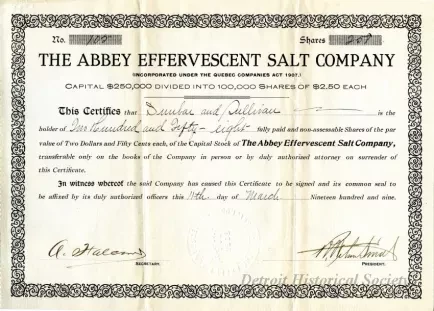 No. 102 Shares 258
THE ABBEY EFFERVESCENT SALT COMPANY
(INCORPORATED UNDER THE QUEBEC COMPANIES ACT 1907.)
CAPITAL $250,000 DIVIDED INTO 100,000 SHARES OF $2.50 EACH
This Certifies that Dunbar and Sullivan is the
holder of Two Hundred and Fifty-eight fully paid and non-assessable Shares of the par
value of Two Dollars and Fifty Cents each, of the Capital Stock of The Abbey Effervescent Salt Company,
transferable only on the books of the Company in person or by duly authorized attorney on surrender of
this Certificate.
In witness whereof the said Company has caused this Certificate to be signed and its common seal to
be affixed by its duly authorized officers this 11th day of March Nineteen hundred and nine.
SECRETARY. PRESIDENT.
Detroit Historical Society